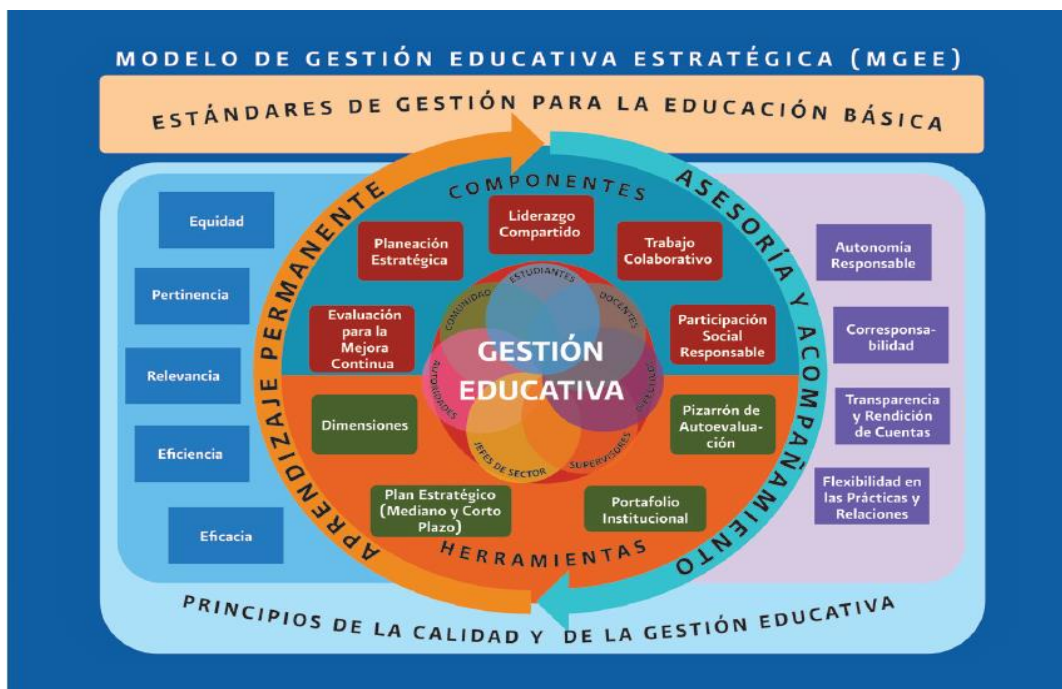 MODELO DE GESTIÓN EDUCATIVA ESTRATÉGICA (MGEE)
ESTÁNDARES DE GESTIÓN PARA LA EDUCACIÓN BÁSICA
APRENDIZAJE PERMANENTE
ASESORÍA Y ACOMPAÑAMIENTO
Equidad
Pertinencia
Relevancia
Eficiencia
Eficacia
COMPONENTES
Evaluación
para la
Mejora
Continua
Planeación
Estratégica
Liderazgo
Compartido
Trabajo
Colaborativo
Participación
Social
Responsable
ESTUDIANTES
DOCENTES
DIRECTIVOS
SUPERVISORES
JEFES DE SECTOR
AUTORIDADES
COMUNIDAD
GESTIÓN
EDUCATIVA
Dimensiones
Plan Estratégico
(Mediano y Corto
Plazo)
Portafolio
Institucional
Pizarrón de
Autoevalua-
ción
HERRAMIENTAS
Autonomía
Responsable
Corresponsa-
bilidad
Transparencia
y Rendición
de Cuentas
Flexibilidad en
las Prácticas y
Relaciones
PRINCIPIOS DE LA CALIDAD Y DE LA GESTIÓN EDUCATIVA